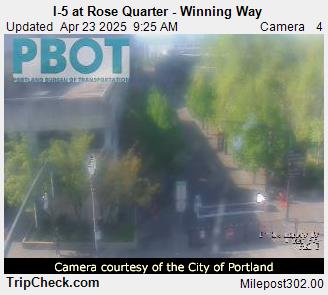 I-5 at Rose Quarter - Winning Way
Updated Apr 23 2025 9:25 AM Camera 4
PBOT
PORTLAND BUREAU OF TRANSPORTATION
Camera courtesy of the City of Portland
TripCheck.com Milepost302.00